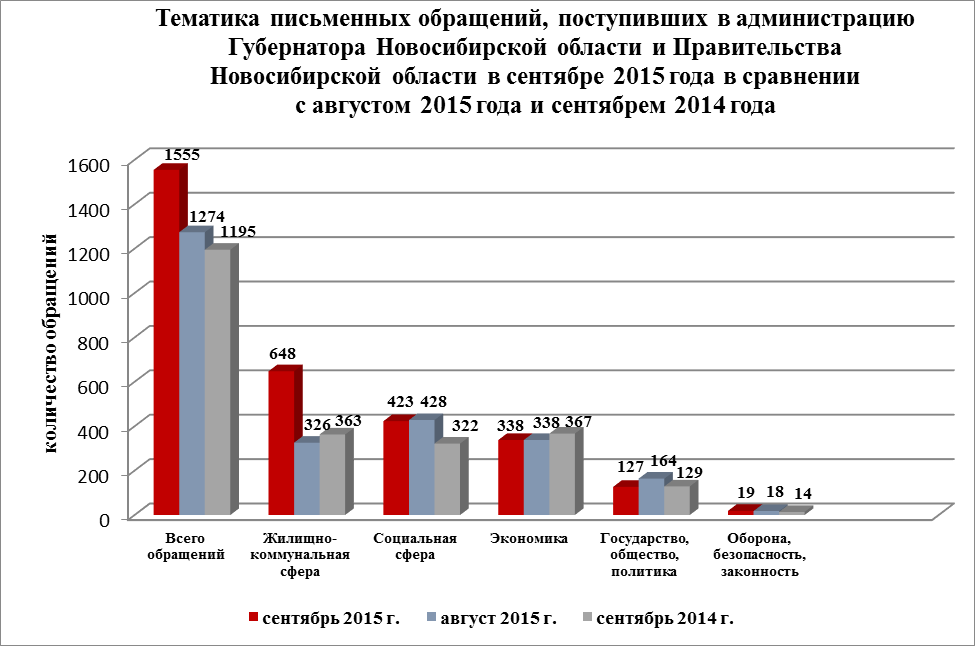 Тематика письменных обращений, поступивших в администрацию
Губернатора Новосибирской области и Правительства
Новосибирской области в сентябре 2015 года в сравнении
с августом 2015 года и сентябрем 2014 года
количество обращений
1600
1400
1200
1000
800
600
400
200
0
1555
1274
1195
648
326
363
423
428
322
338
338
367
127
164
129
19
18
14
Всего
обращений
Жилищно-
коммунальная
сфера
Социальная
сфера
Экономика
Государство,
общество,
политика
Оборона,
безопасность,
законность
сентябрь 2015 г.
август 2015 г.
сентябрь 2014 г.